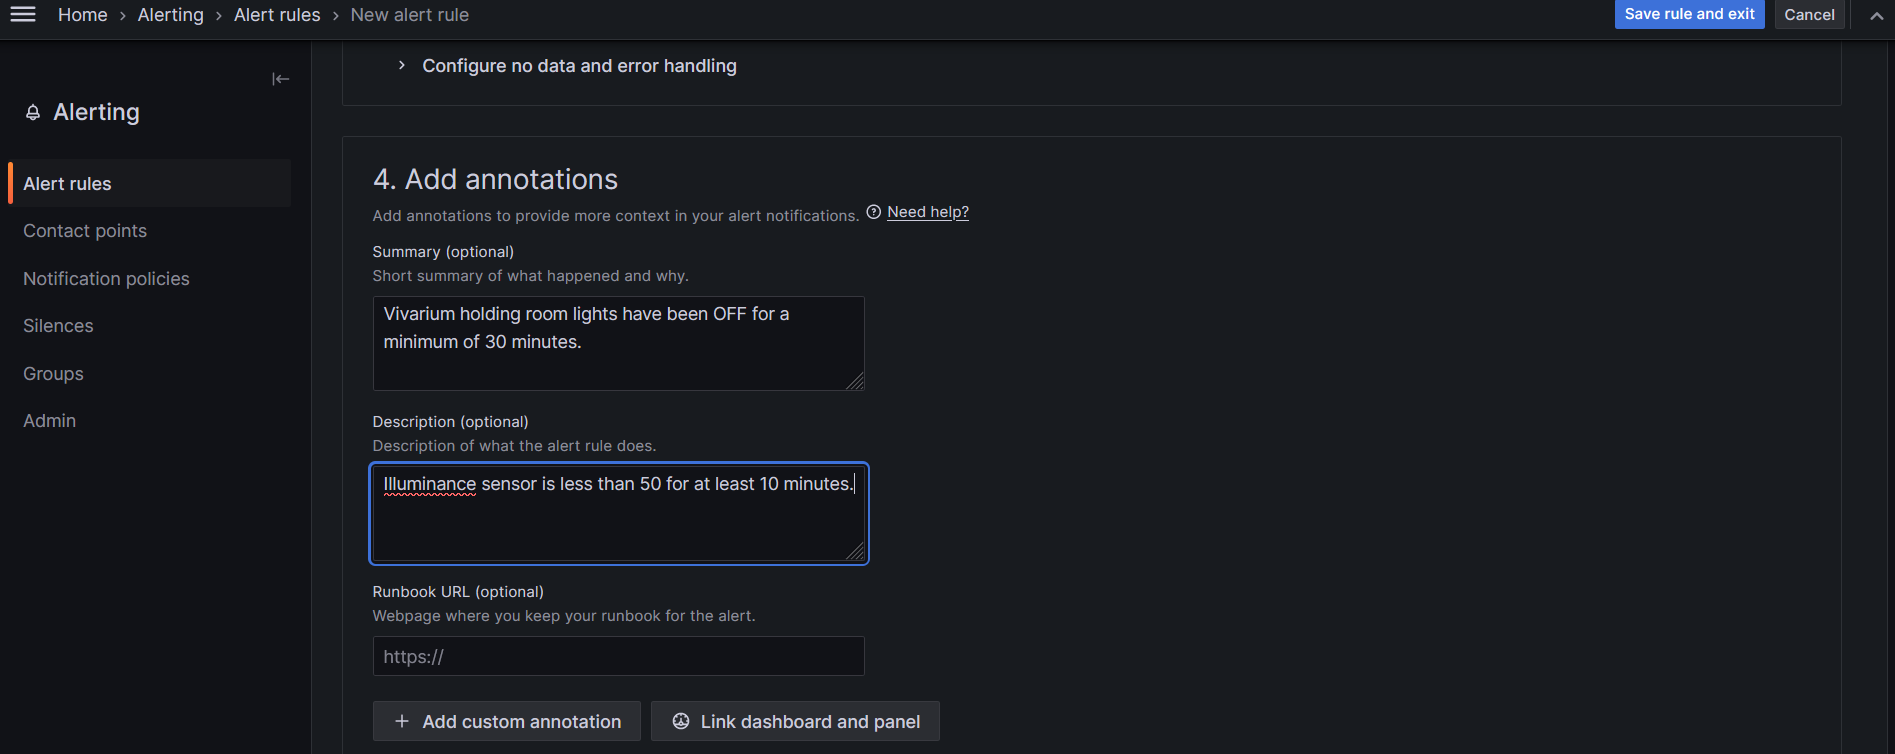 Home › Alerting › Alert rules › New alert rule
Save rule and exit
Cancel
Alerting
Alert rules
Contact points
Notification policies
Silences
Groups
Admin
Configure no data and error handling
4. Add annotations
Add annotations to provide more context in your alert notifications. Need help?
Summary (optional)
Short summary of what happened and why.
Vivarium holding room lights have been OFF for a
minimum of 30 minutes.
Description (optional)
Description of what the alert rule does.
Illuminance sensor is less than 50 for at least 10 minutes.
Runbook URL (optional)
Webpage where you keep your runbook for the alert.
https://
Add custom annotation
Link dashboard and panel